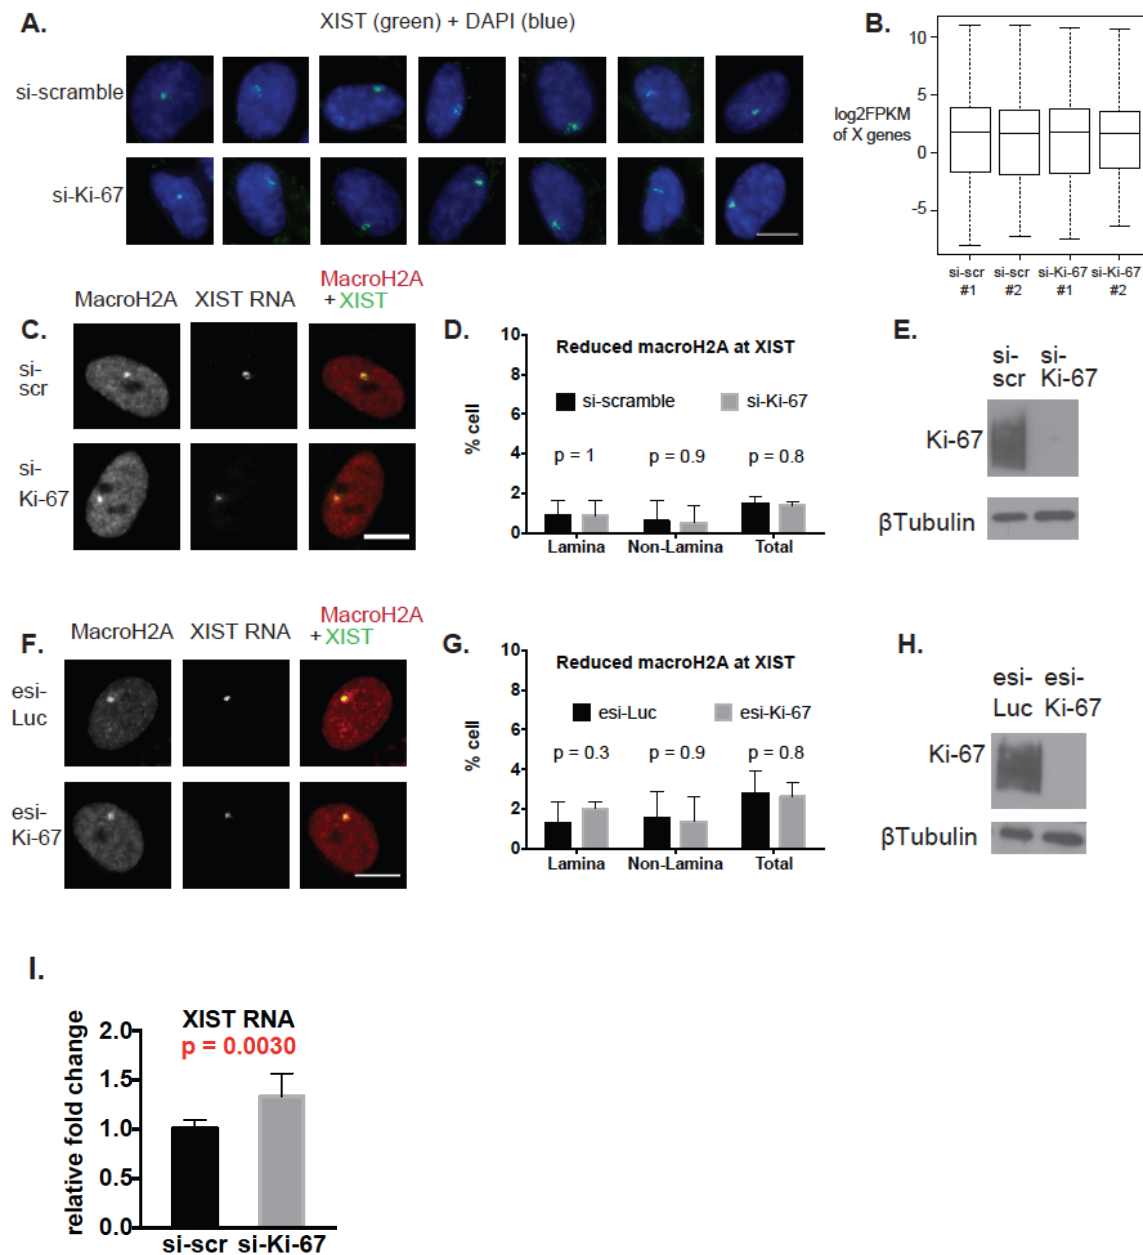 A.
XIST (green) + DAPI (blue)
si-scramble
si-Ki-67
B.
log2FPKM
of X genes
10
5
0
-5
si-scr
#1
si-scr
#2
si-Ki-67
#1
si-Ki-67
#2
C.
MacroH2A
XIST RNA
MacroH2A
+ XIST
si-
scr
si-
Ki-67
D.
Reduced macroH2A at XIST
si-scramble
si-Ki-67
% cell
10
8
6
4
2
0
p = 1
p = 0.9
p = 0.8
Lamina
Non-Lamina
Total
E.
si-
scr
si-
Ki-67
Ki-67
βTubulin
F.
MacroH2A
XIST RNA
MacroH2A
+ XIST
esi-
Luc
esi-
Ki-67
G.
Reduced macroH2A at XIST
esi-Luc
esi-Ki-67
% cell
10
8
6
4
2
0
p = 0.3
p = 0.9
p = 0.8
Lamina
Non-Lamina
Total
H.
esi-
Luc
esi-
Ki-67
Ki-67
βTubulin
I.
XIST RNA
p = 0.0030
relative fold change
2.0
1.5
1.0
0.5
0.0
si-scr
si-Ki-67